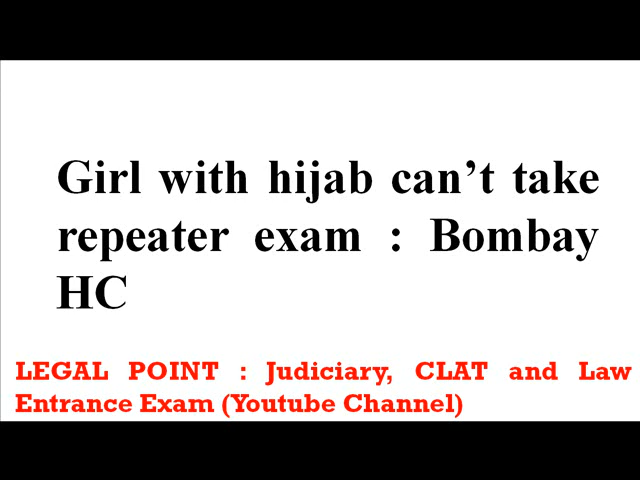 Girl with hijab can’t take
repeater exam : Bombay
HC
LEGAL POINT : Judiciary, CLAT and Law
Entrance Exam (Youtube Channel)